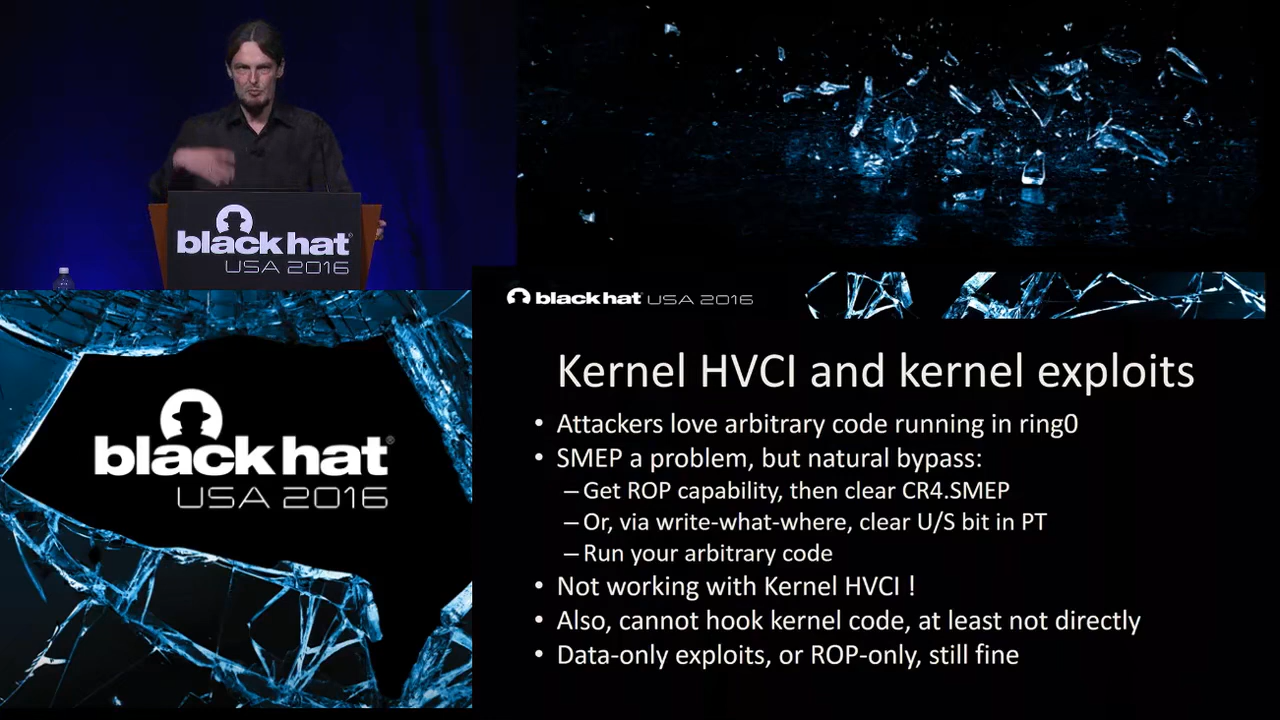 black hat
USA 2016
black hat USA 2016
black hat®
USA 2016
Kernel HVCI and kernel exploits
• Attackers love arbitrary code running in ring0
• SMEP a problem, but natural bypass:
– Get ROP capability, then clear CR4.SMEP
– Or, via write-what-where, clear U/S bit in PT
– Run your arbitrary code
• Not working with Kernel HVCI !
• Also, cannot hook kernel code, at least not directly
• Data-only exploits, or ROP-only, still fine